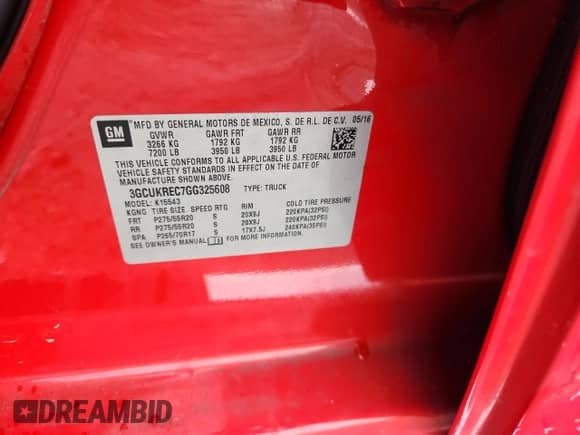 GM
MFD BY GENERAL MOTORS DE MEXICO, S. DE R.L. DE C.V. 05/16
GVWR GAWR FRT GAWR RR
3266 KG 1792 KG 1792 KG
7200 LB 3950 LB 3950 LB
THIS VEHICLE CONFORMS TO ALL APPLICABLE U.S. FEDERAL MOTOR
VEHICLE SAFETY STANDARDS IN EFFECT ON THE DATE OF
MANUFACTURE SHOWN ABOVE.
3GCUKREC7GG325608 TYPE: TRUCK
MODEL: K15543
KGNG TIRE SIZE SPEED RTG RIM COLD TIRE PRESSURE
FRT P275/55R20 S 20X9J 220KPA(32PSI)
RR P275/55R20 S 20X9J 220KPA(32PSI)
SPA P265/70R17 S 17X7.5J 240KPA(35PSI)
SEE OWNER'S MANUAL FOR MORE INFORMATION
DREAMBID